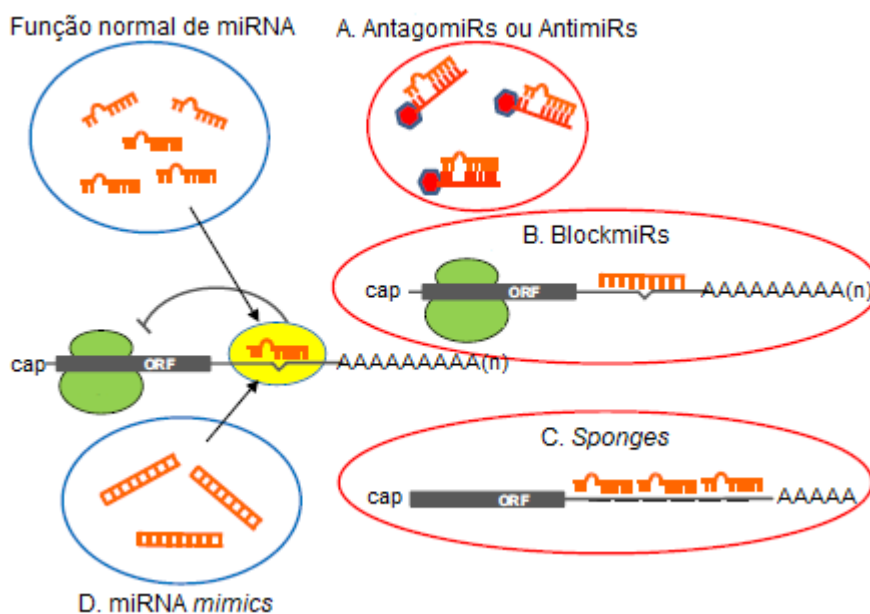 Função normal de miRNA
A. AntagomiRs ou AntimiRs
B. BlockmiRs
cap ORF AAAAAAAAA(n)
cap ORF AAAAAAAAA(n)
C. Sponges
cap ORF AAAAA
D. miRNA mimics